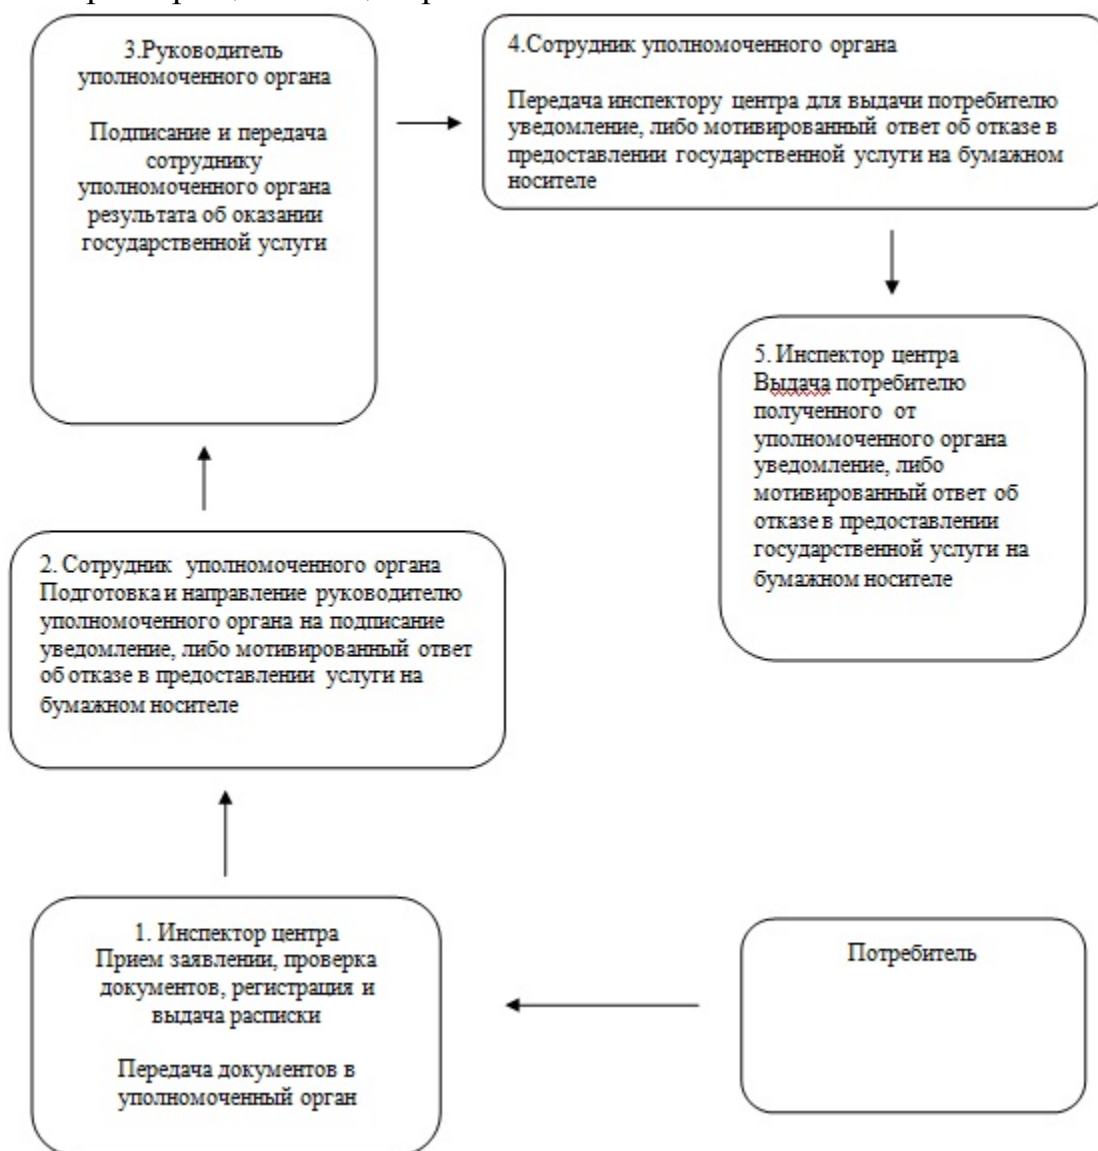 3.Руководитель
уполномоченного органа
Подписание и передача
сотруднику
уполномоченного органа
результата об оказании
государственной услуги
4.Сотрудник уполномоченного органа
Передача инспектору центра для выдачи потребителю
уведомление, либо мотивированный ответ об отказе в
предоставлении государственной услуги на бумажном
носителе
5. Инспектор центра
Выдача потребителю
полученного от
уполномоченного органа
уведомление, либо
мотивированный ответ об
отказе в предоставлении
государственной услуги на
бумажном носителе
2. Сотрудник уполномоченного органа
Подготовка и направление руководителю
уполномоченного органа на подписание
уведомление, либо мотивированный ответ
об отказе в предоставлении услуги на
бумажном носителе
1. Инспектор центра
Прием заявлении, проверка
документов, регистрация и
выдача расписки
Передача документов в
уполномоченный орган
Потребитель